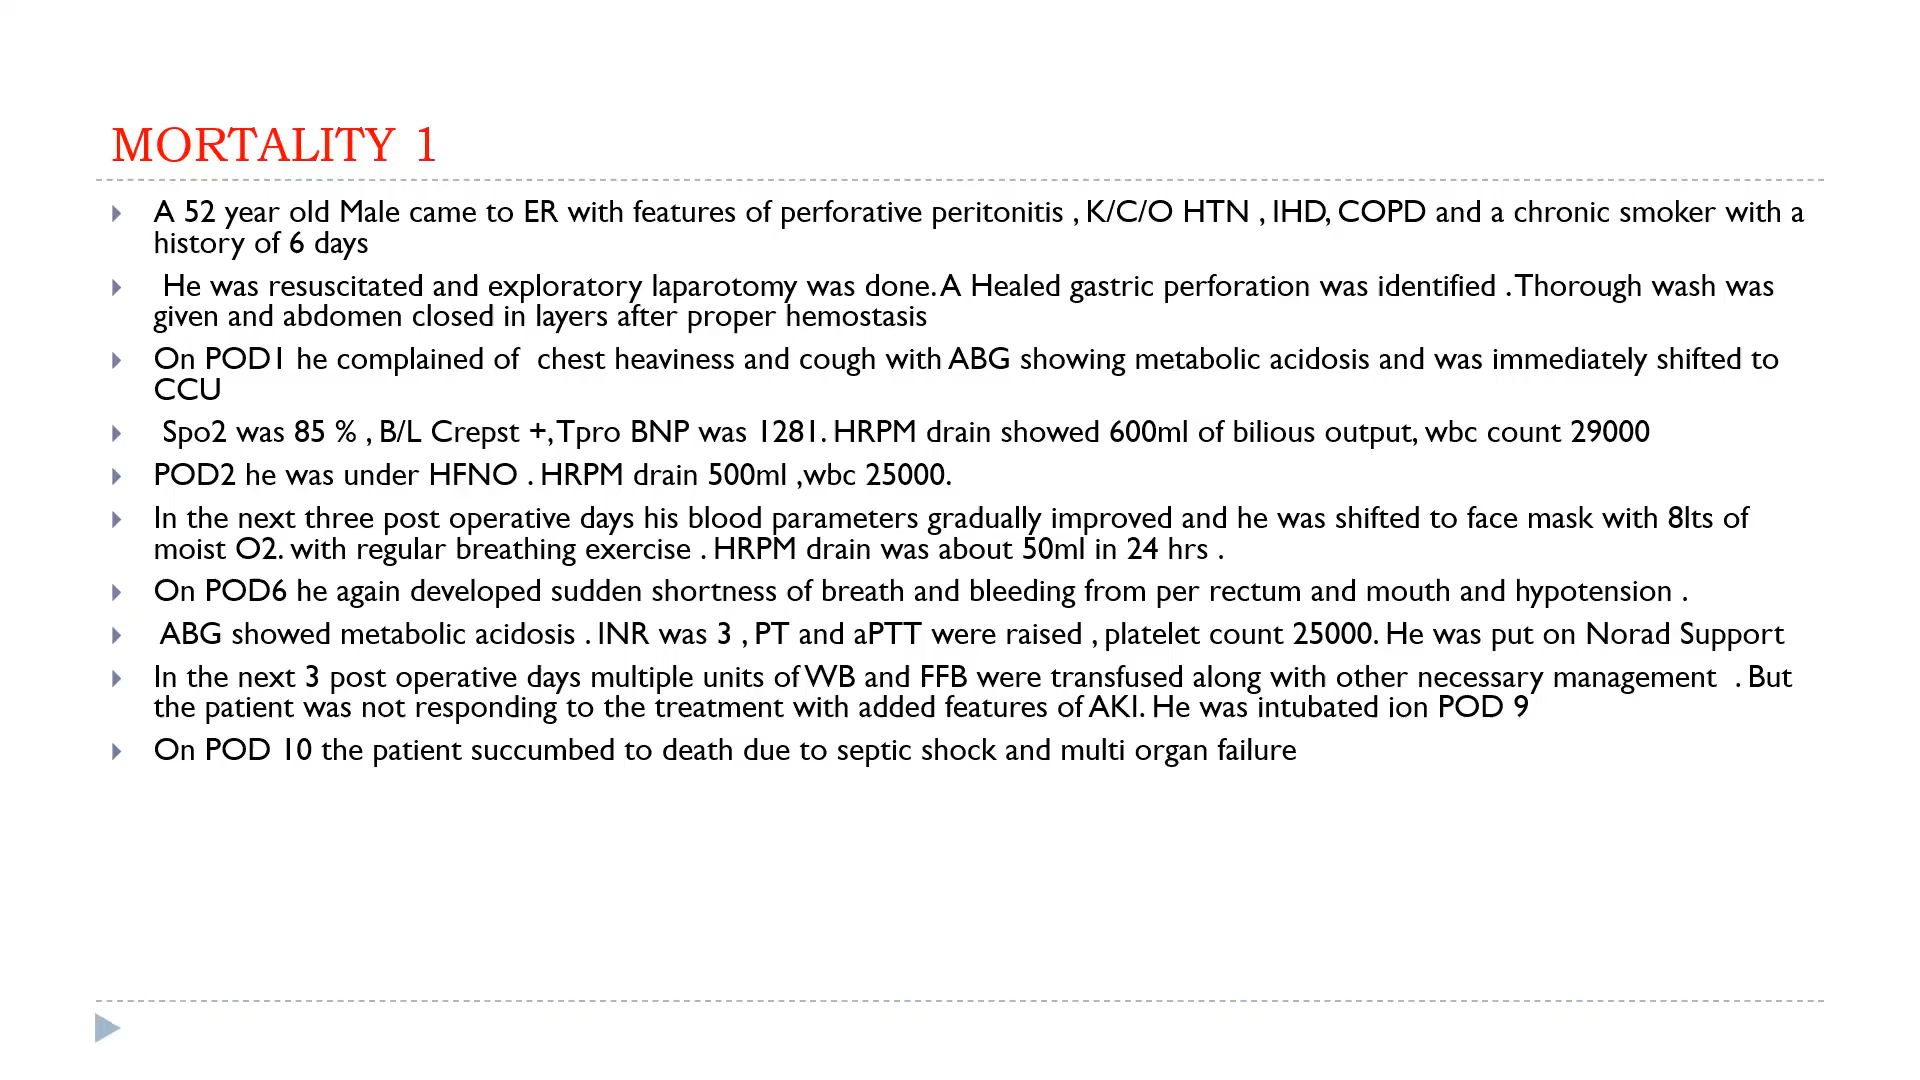 MORTALITY 1
A 52 year old Male came to ER with features of perforative peritonitis , K/C/O HTN , IHD, COPD and a chronic smoker with a
history of 6 days
He was resuscitated and exploratory laparotomy was done. A Healed gastric perforation was identified . Thorough wash was
given and abdomen closed in layers after proper hemostasis
On POD1 he complained of  chest heaviness and cough with ABG showing metabolic acidosis and was immediately shifted to
CCU
Spo2 was 85 % , B/L Crepst +, Tpro BNP was 1281. HRPM drain showed 600ml of bilious output, wbc count 29000
POD2 he was under HFNO . HRPM drain 500ml ,wbc 25000.
In the next three post operative days his blood parameters gradually improved and he was shifted to face mask with 8lts of
moist O2. with regular breathing exercise . HRPM drain was about 50ml in 24 hrs .
On POD6 he again developed sudden shortness of breath and bleeding from per rectum and mouth and hypotension .
ABG showed metabolic acidosis . INR was 3 , PT and aPTT were raised , platelet count 25000. He was put on Norad Support
In the next 3 post operative days multiple units of WB and FFB were transfused along with other necessary management  . But
the patient was not responding to the treatment with added features of AKI. He was intubated ion POD 9
On POD 10 the patient succumbed to death due to septic shock and multi organ failure